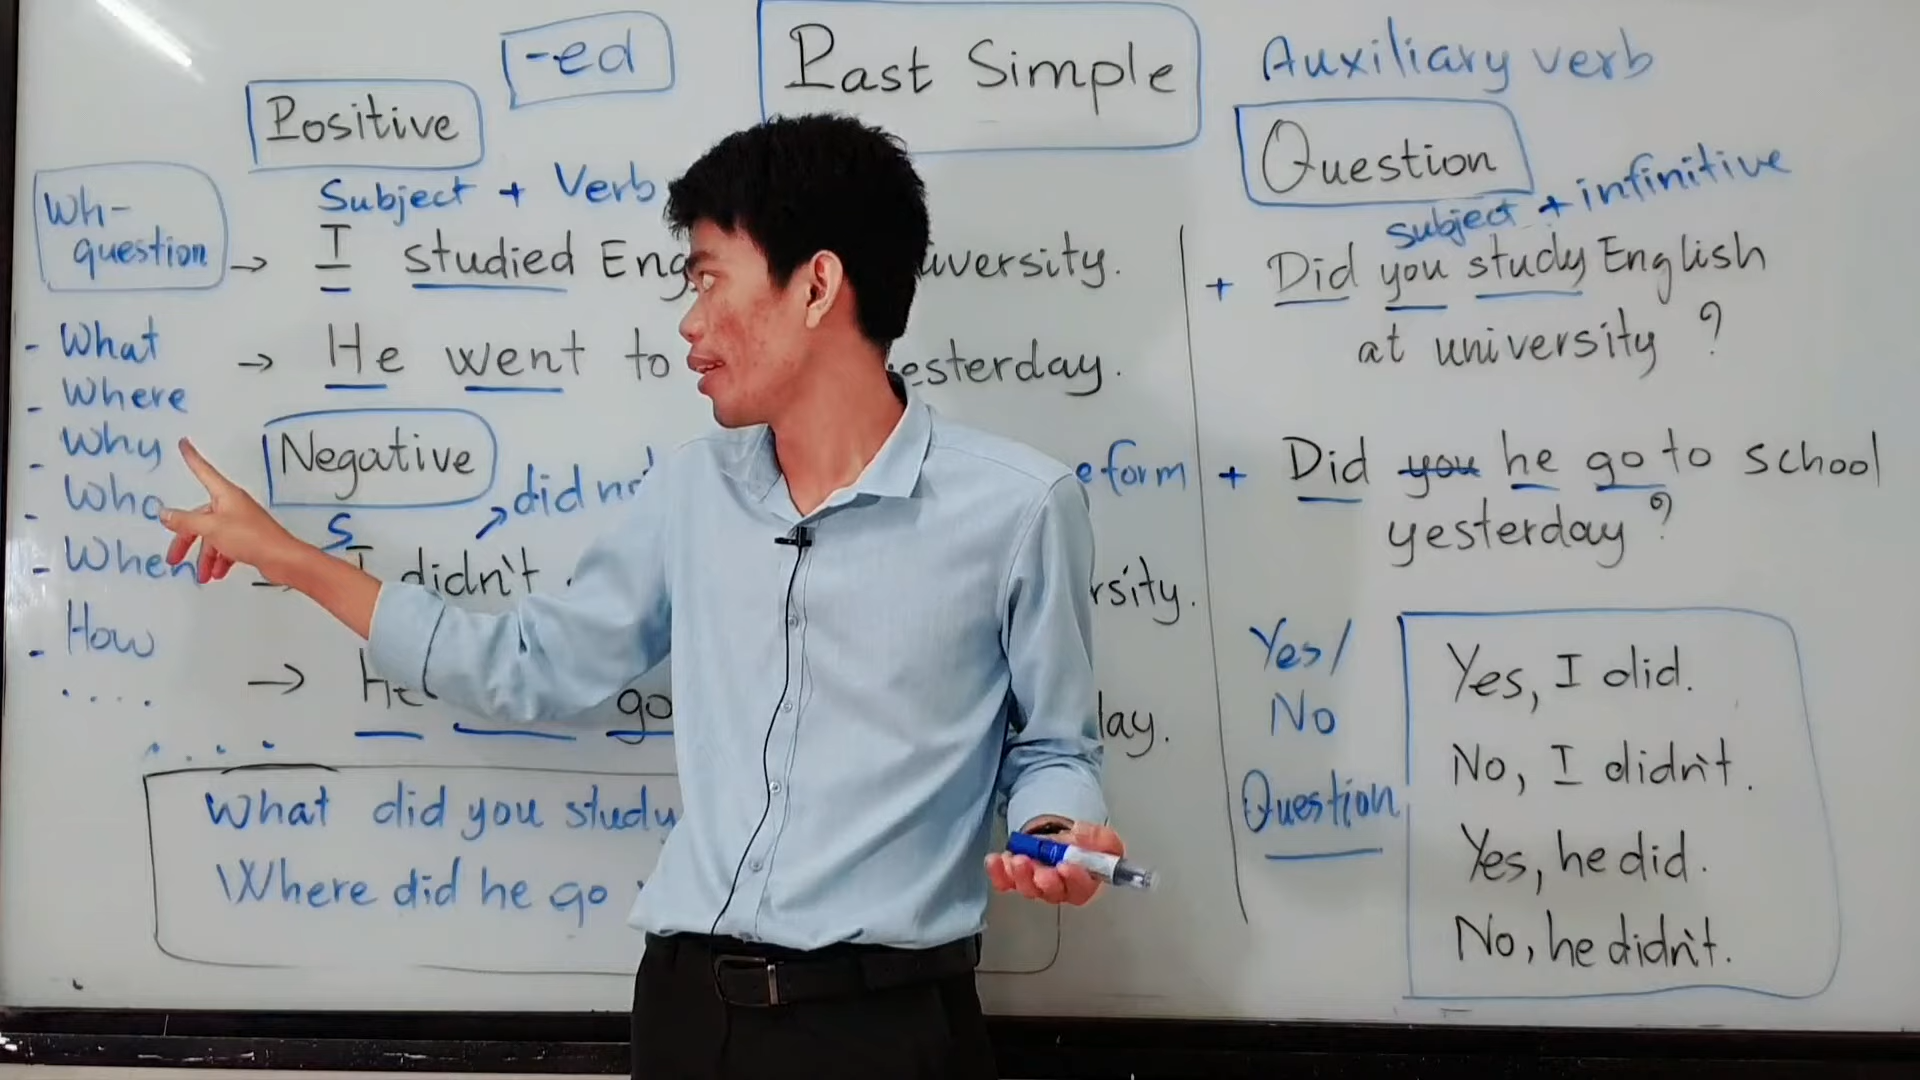 -ed
Past Simple
Auxiliary verb
Positive
Question
Subject + Verb
subject + infinitive
Wh-
question
→ I studied Eng
iversity.
+ Did you study English
at university ?
- What
- Where
- Why
- Who
- When
- How
. . . .
. . . .
→ He went to
esterday.
Negative
did no
e form
S
I didn't
rsity.
→ He
go
day.
+ Did you he go to school
yesterday ?
Yes/
No
Question
Yes, I did.
No, I didn't.
Yes, he did.
No, he didn't.
What did you study
Where did he go